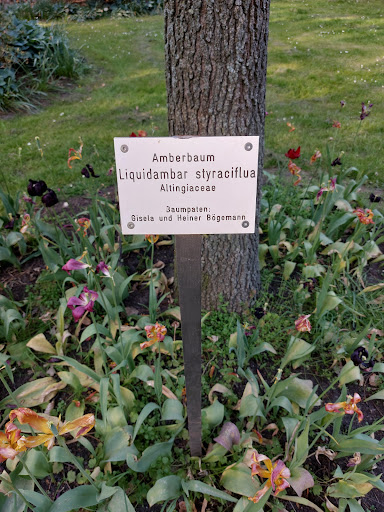 Amberbaum
Liquidambar styraciflua
Altingiaceae
Baumpaten:
Gisela und Heiner Bögemann